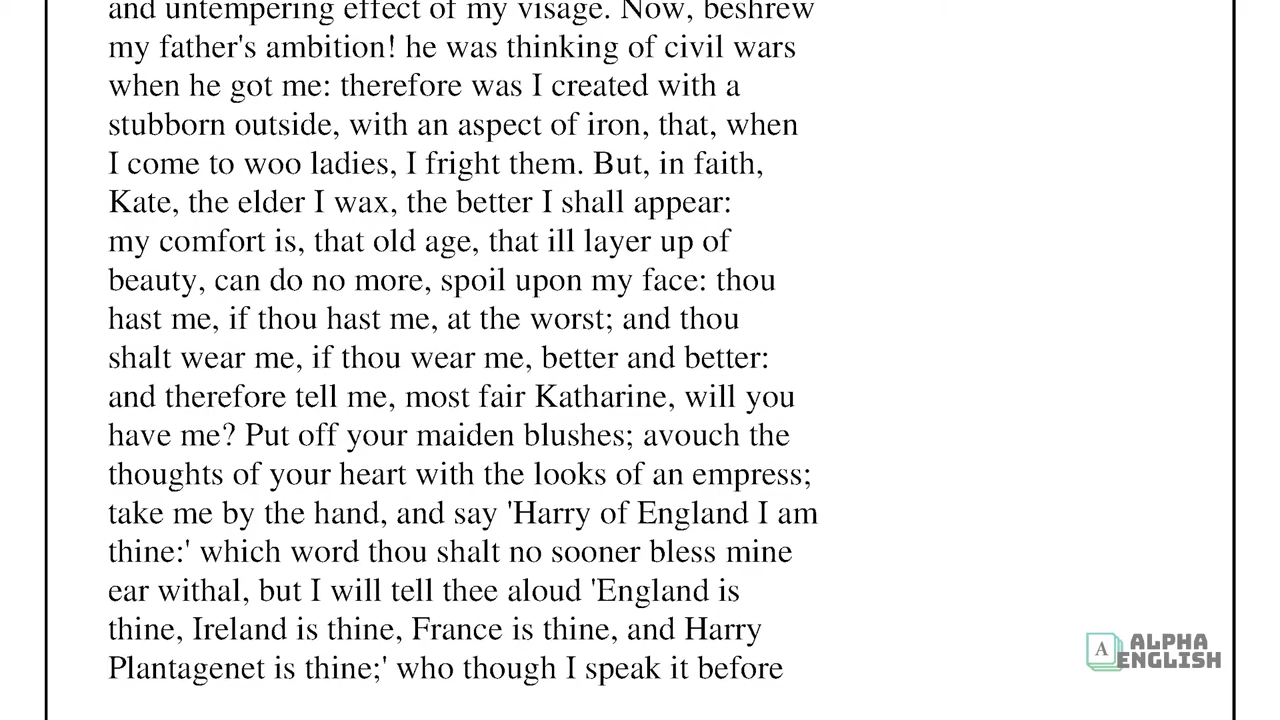 and untempering effect of my visage. Now, beshrew
my father's ambition! he was thinking of civil wars
when he got me: therefore was I created with a
stubborn outside, with an aspect of iron, that, when
I come to woo ladies, I fright them. But, in faith,
Kate, the elder I wax, the better I shall appear:
my comfort is, that old age, that ill layer up of
beauty, can do no more, spoil upon my face: thou
hast me, if thou hast me, at the worst; and thou
shalt wear me, if thou wear me, better and better:
and therefore tell me, most fair Katharine, will you
have me? Put off your maiden blushes; avouch the
thoughts of your heart with the looks of an empress;
take me by the hand, and say 'Harry of England I am
thine:' which word thou shalt no sooner bless mine
ear withal, but I will tell thee aloud 'England is
thine, Ireland is thine, France is thine, and Harry
Plantagenet is thine;' who though I speak it before
A ALPHA
ENGLISH